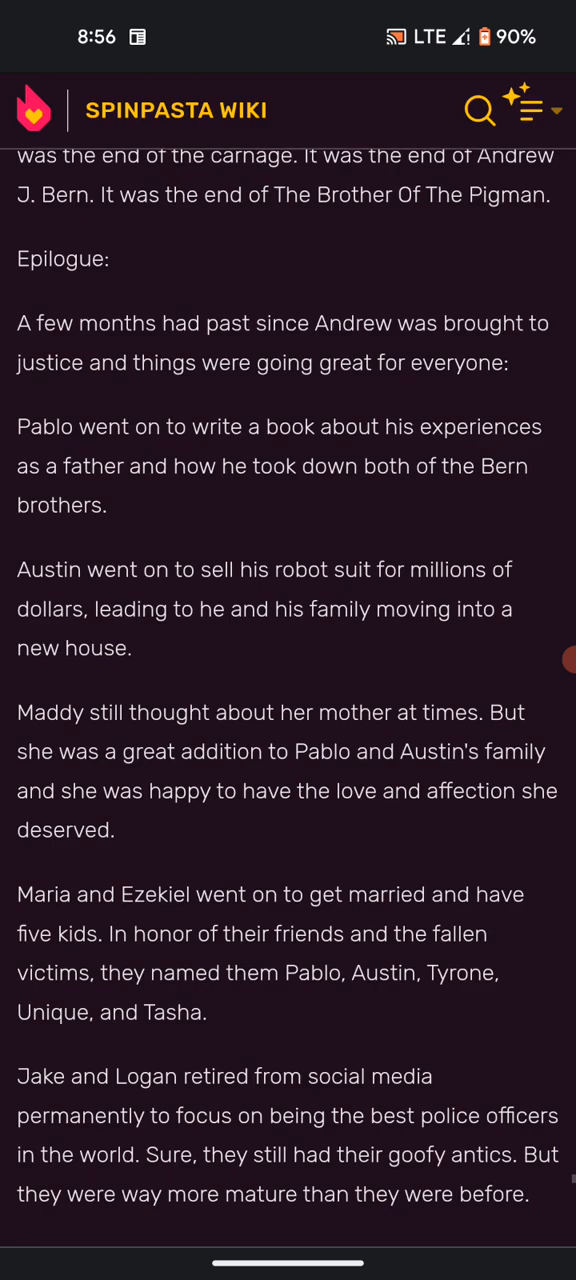 8:56
LTE
90%
SPINPASTA WIKI
was the end of the carnage. It was the end of Andrew
J. Bern. It was the end of The Brother Of The Pigman.
Epilogue:
A few months had past since Andrew was brought to
justice and things were going great for everyone:
Pablo went on to write a book about his experiences
as a father and how he took down both of the Bern
brothers.
Austin went on to sell his robot suit for millions of
dollars, leading to he and his family moving into a
new house.
Maddy still thought about her mother at times. But
she was a great addition to Pablo and Austin's family
and she was happy to have the love and affection she
deserved.
Maria and Ezekiel went on to get married and have
five kids. In honor of their friends and the fallen
victims, they named them Pablo, Austin, Tyrone,
Unique, and Tasha.
Jake and Logan retired from social media
permanently to focus on being the best police officers
in the world. Sure, they still had their goofy antics. But
they were way more mature than they were before.